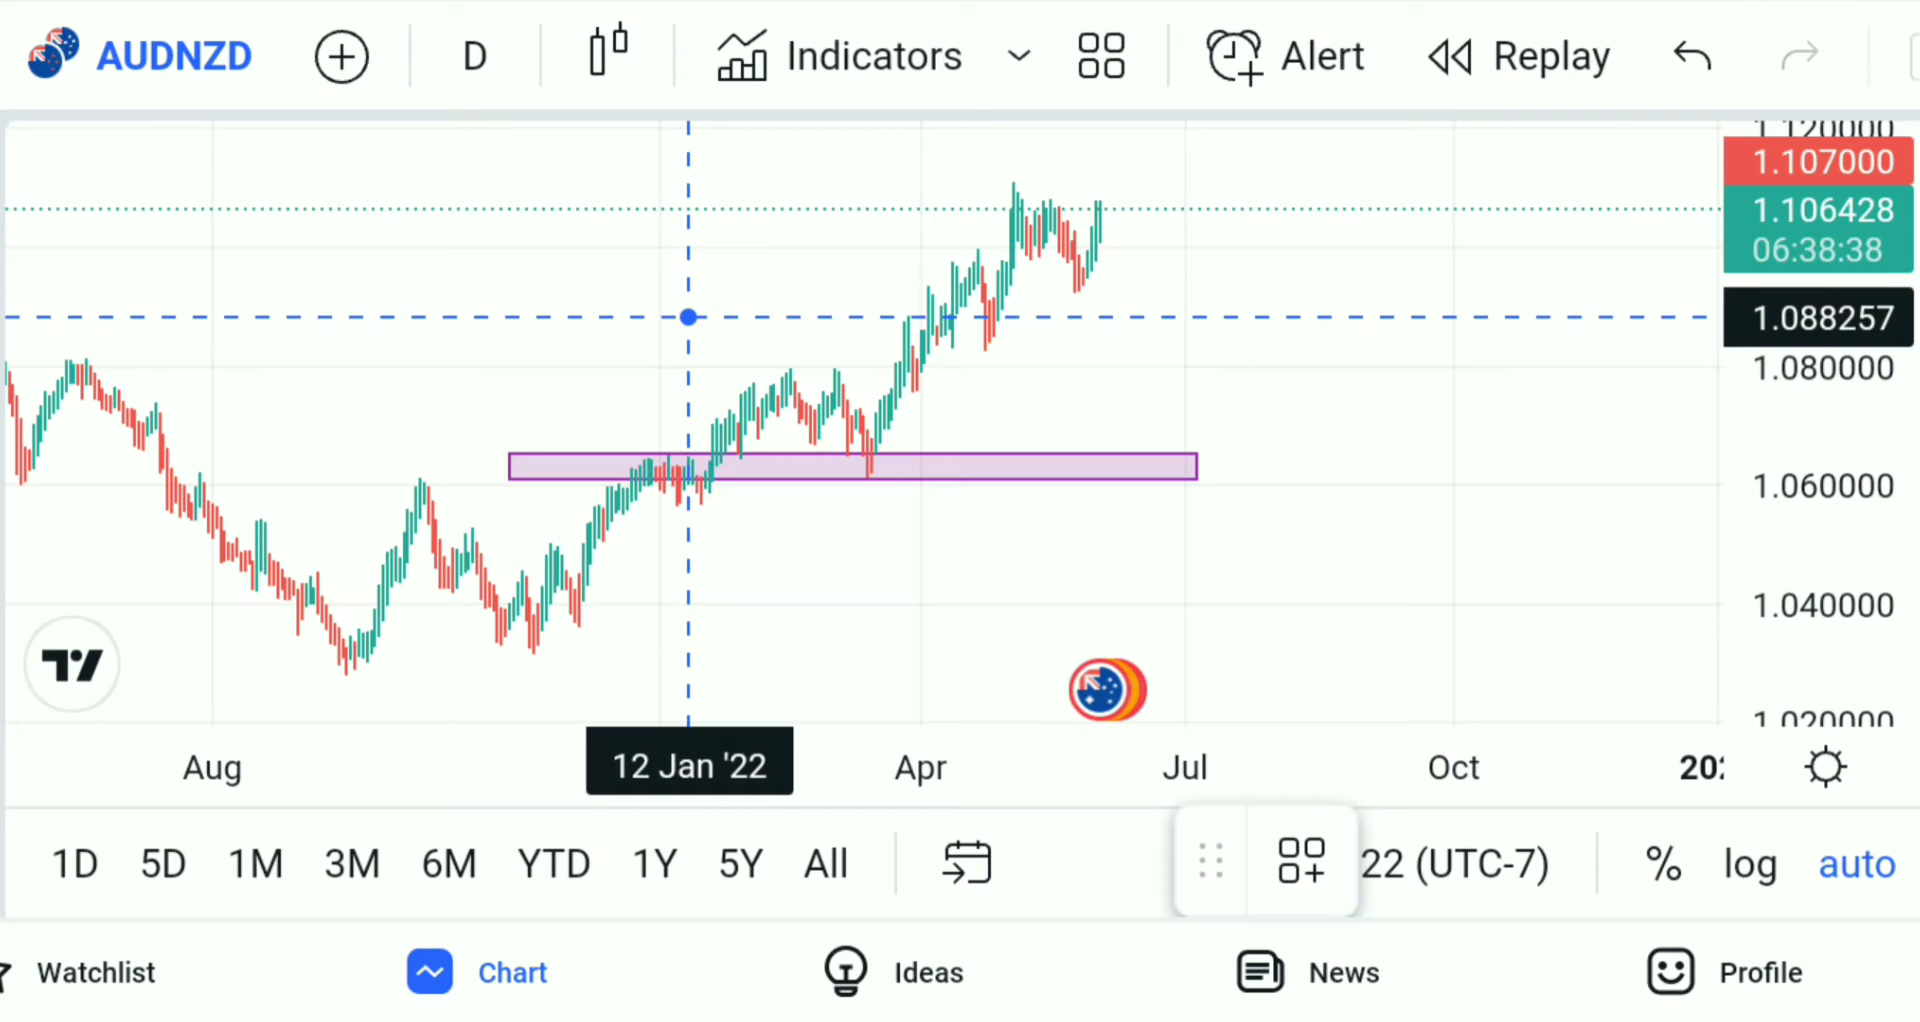 AUDNZD
D
Indicators
Alert
Replay
1.120000
1.107000
1.106428
06:38:38
1.088257
1.080000
1.060000
1.040000
1.020000
Aug
12 Jan '22
Apr
Jul
Oct
1D 5D 1M 3M 6M YTD 1Y 5Y All
22 (UTC-7)
% log auto
Watchlist
Chart
Ideas
News
Profile